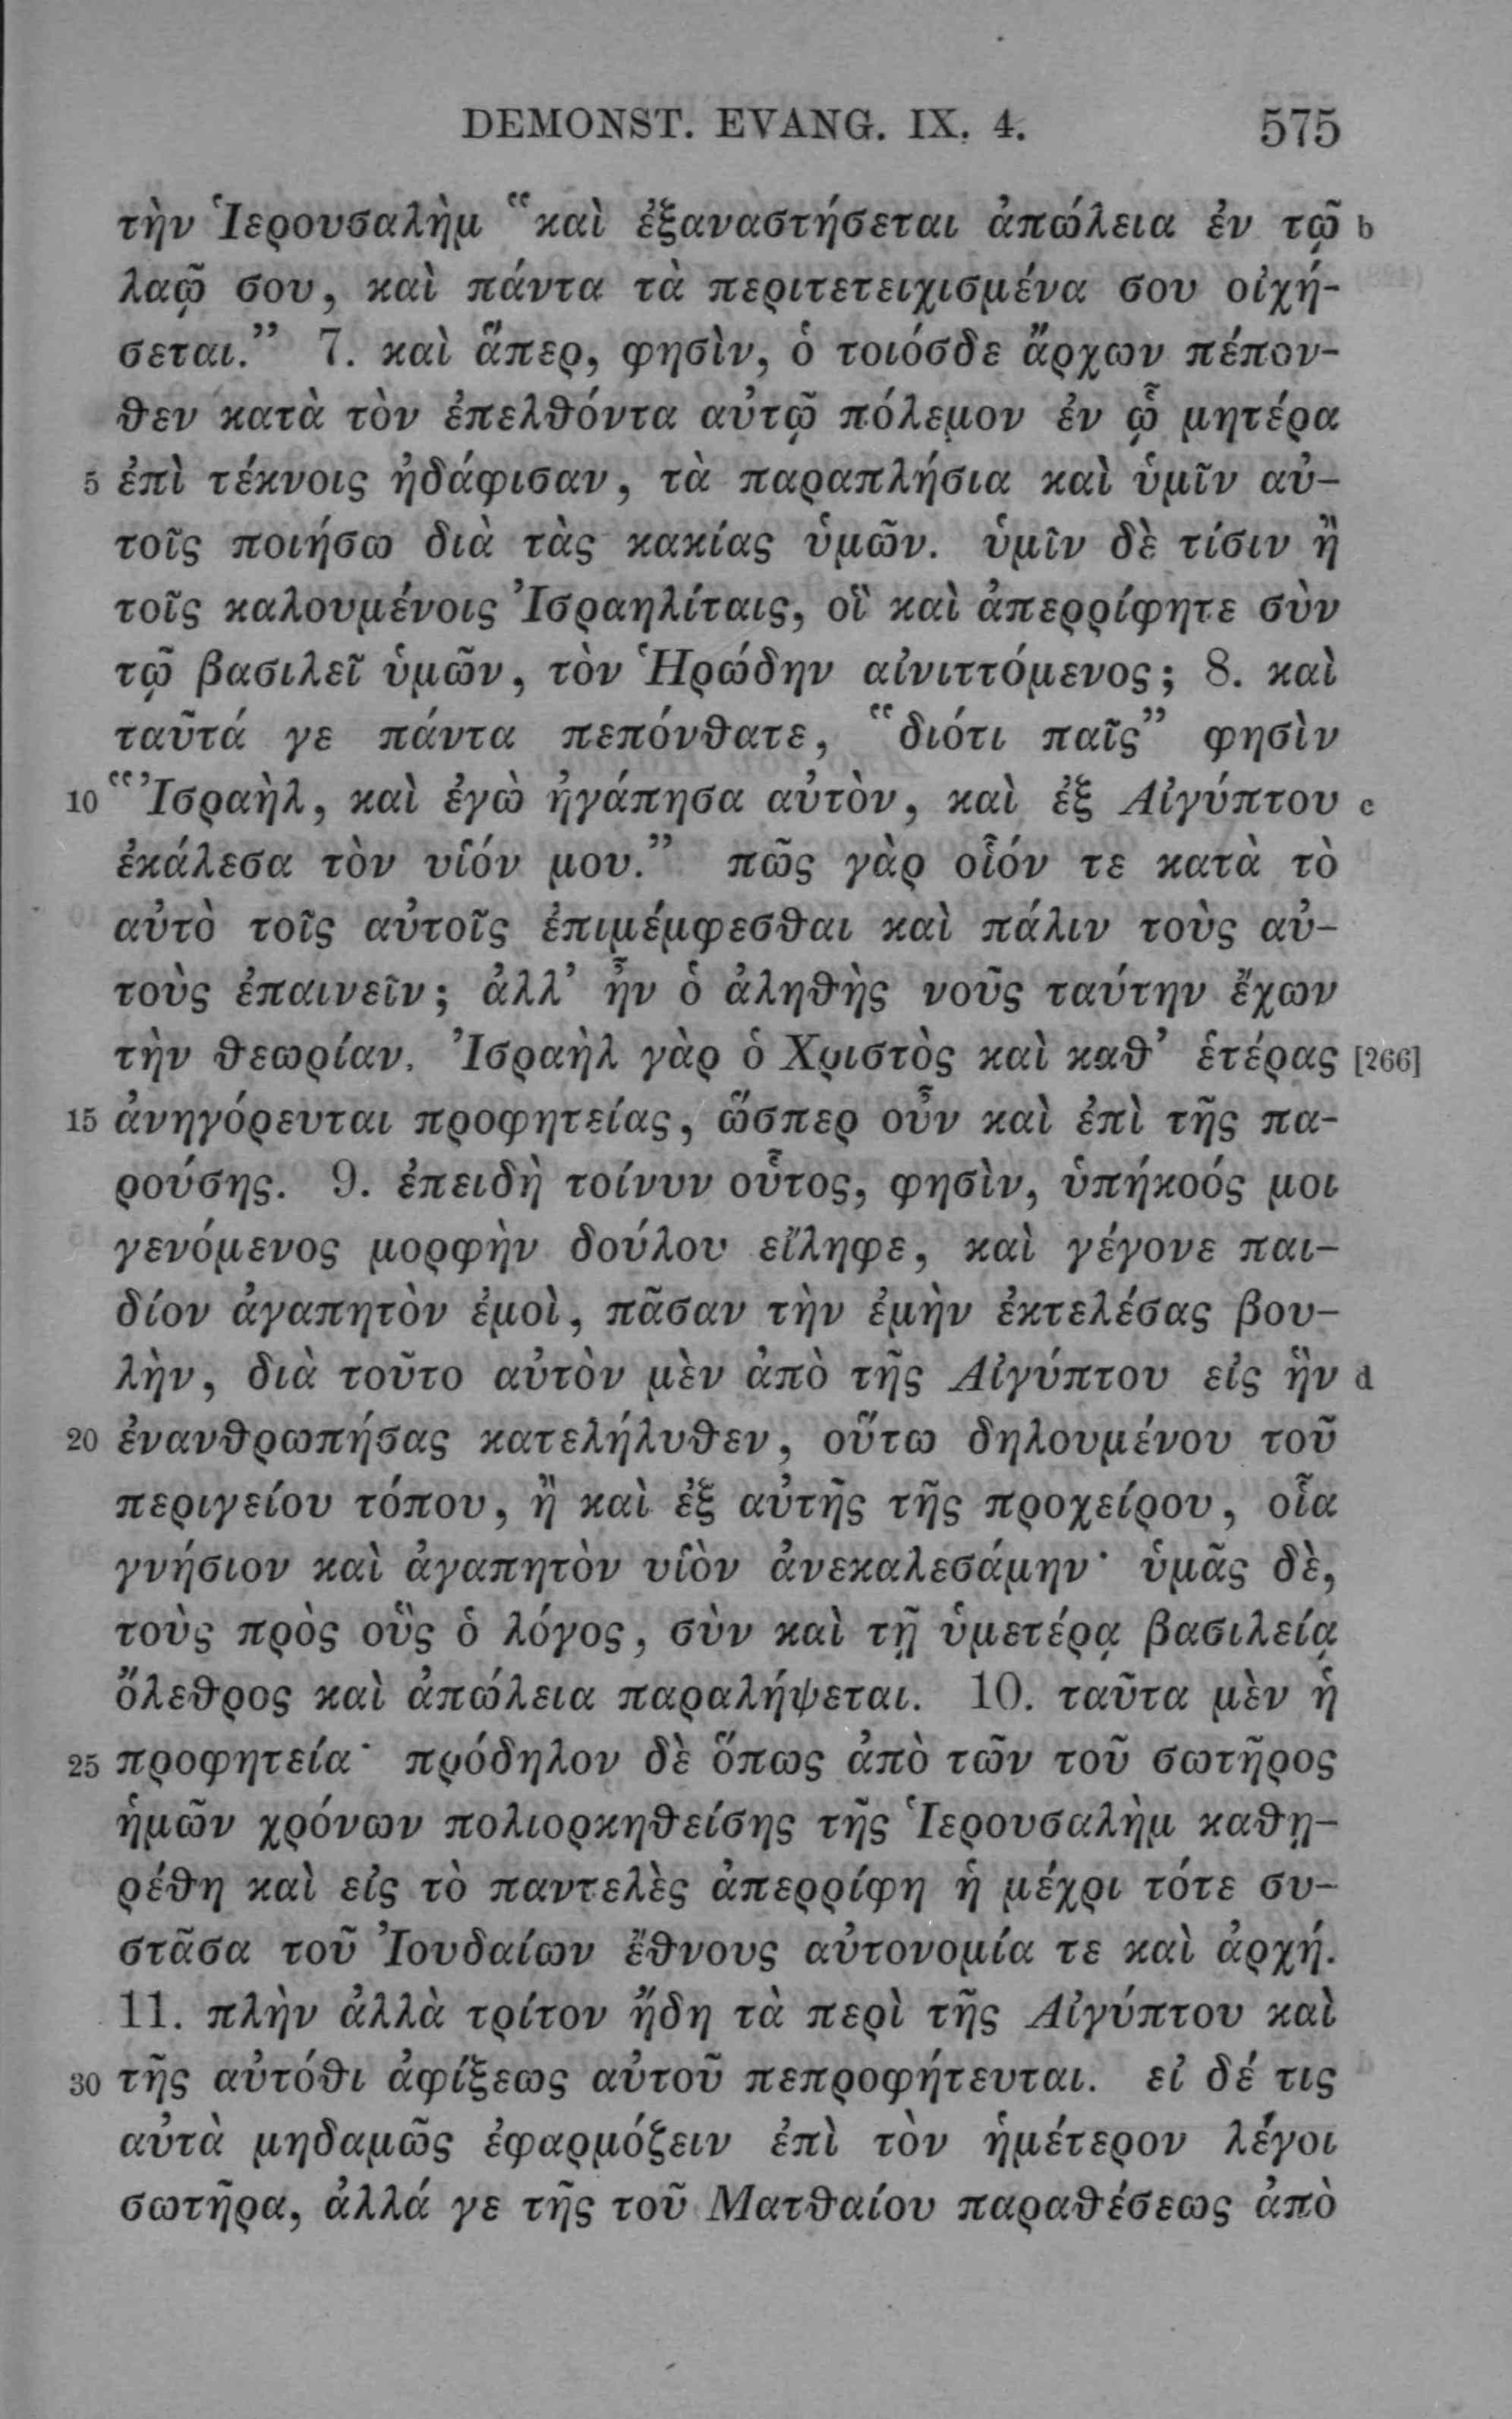 DEMONST. EVANG. IX. 4. 575
τὴν Ἱερουσαλὴμ “καὶ ἐξαναστήσεται ἀπώλεια ἐν τῷ b
λαῷ σου, καὶ πάντα τὰ περιτετειχισμένα σου οἰχή-
σεται.” 7. καὶ ἅπερ, φησὶν, ὁ τοιόσδε ἄρχων πέπον-
θεν κατὰ τὸν ἐπελθόντα αὐτῷ πόλεμον ἐν ᾧ μητέρα
5 ἐπὶ τέκνοις ἠδάφισαν, τὰ παραπλήσια καὶ ὑμῖν αὐ-
τοῖς ποιήσω διὰ τὰς κακίας ὑμῶν. ὑμῖν δὲ τίσιν ἢ
τοῖς καλουμένοις Ἰσραηλίταις, οἳ καὶ ἀπερρίφητε σὺν
τῷ βασιλεῖ ὑμῶν, τὸν Ἡρώδην αἰνιττόμενος; 8. καὶ
ταῦτά γε πάντα πεπόνθατε, “διότι παῖς” φησὶν
10 “Ἰσραὴλ, καὶ ἐγὼ ἠγάπησα αὐτὸν, καὶ ἐξ Αἰγύπτου c
ἐκάλεσα τὸν υἱόν μου.” πῶς γὰρ οἷόν τε κατὰ τὸ
αὐτὸ τοῖς αὐτοῖς ἐπιμέμφεσθαι καὶ πάλιν τοὺς αὐ-
τοὺς ἐπαινεῖν; ἀλλ’ ἦν ὁ ἀληθὴς νοῦς ταύτην ἔχων
τὴν θεωρίαν. Ἰσραὴλ γὰρ ὁ Χριστὸς καὶ καθ’ ἑτέρας [266]
15 ἀνηγόρευται προφητείας, ὥσπερ οὖν καὶ ἐπὶ τῆς πα-
ρούσης. 9. ἐπειδὴ τοίνυν οὗτος, φησὶν, ὑπήκοός μοι
γενόμενος μορφὴν δούλου εἴληφε, καὶ γέγονε παι-
δίον ἀγαπητὸν ἐμοὶ, πᾶσαν τὴν ἐμὴν ἐκτελέσας βου-
λὴν, διὰ τοῦτο αὐτὸν μὲν ἀπὸ τῆς Αἰγύπτου εἰς ἣν d
20 ἐνανθρωπήσας κατελήλυθεν, οὕτω δηλουμένου τοῦ
περιγείου τόπου, ἢ καὶ ἐξ αὐτῆς τῆς προχείρου, οἷα
γνήσιον καὶ ἀγαπητὸν υἱὸν ἀνεκαλεσάμην· ὑμᾶς δὲ,
τοὺς πρὸς οὓς ὁ λόγος, σὺν καὶ τῇ ὑμετέρᾳ βασιλείᾳ
ὄλεθρος καὶ ἀπώλεια παραλήψεται. 10. ταῦτα μὲν ἡ
25 προφητεία· πρόδηλον δὲ ὅπως ἀπὸ τῶν τοῦ σωτῆρος
ἡμῶν χρόνων πολιορκηθείσης τῆς Ἱερουσαλὴμ καθῃ-
ρέθη καὶ εἰς τὸ παντελὲς ἀπερρίφη ἡ μέχρι τότε συ-
στᾶσα τοῦ Ἰουδαίων ἔθνους αὐτονομία τε καὶ ἀρχή.
11. πλὴν ἀλλὰ τρίτον ἤδη τὰ περὶ τῆς Αἰγύπτου καὶ
30 τῆς αὐτόθι ἀφίξεως αὐτοῦ πεπροφήτευται. εἰ δέ τις
αὐτὰ μηδαμῶς ἐφαρμόζειν ἐπὶ τὸν ἡμέτερον λέγοι
σωτῆρα, ἀλλά γε τῆς τοῦ Ματθαίου παραθέσεως ἀπὸ